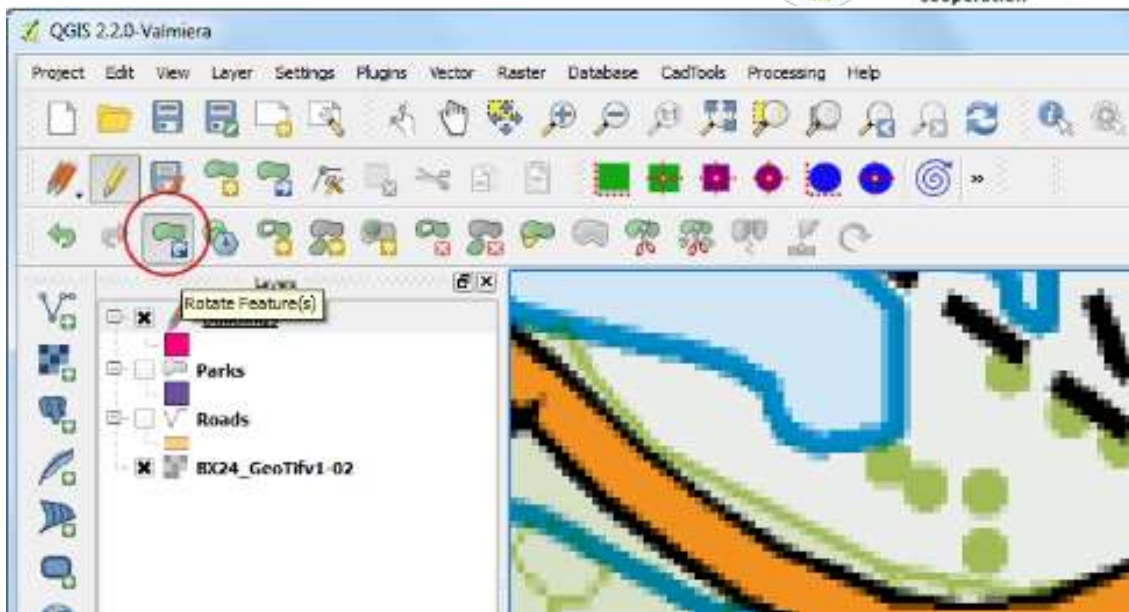 cooperation
QGIS 2.2.0-Valmiera
Project Edit View Layer Settings Plugins Vector Raster Database CadTools Processing Help
Layers
Rotate Feature(s)
Parks
Roads
BX24_GeoTifv1-02